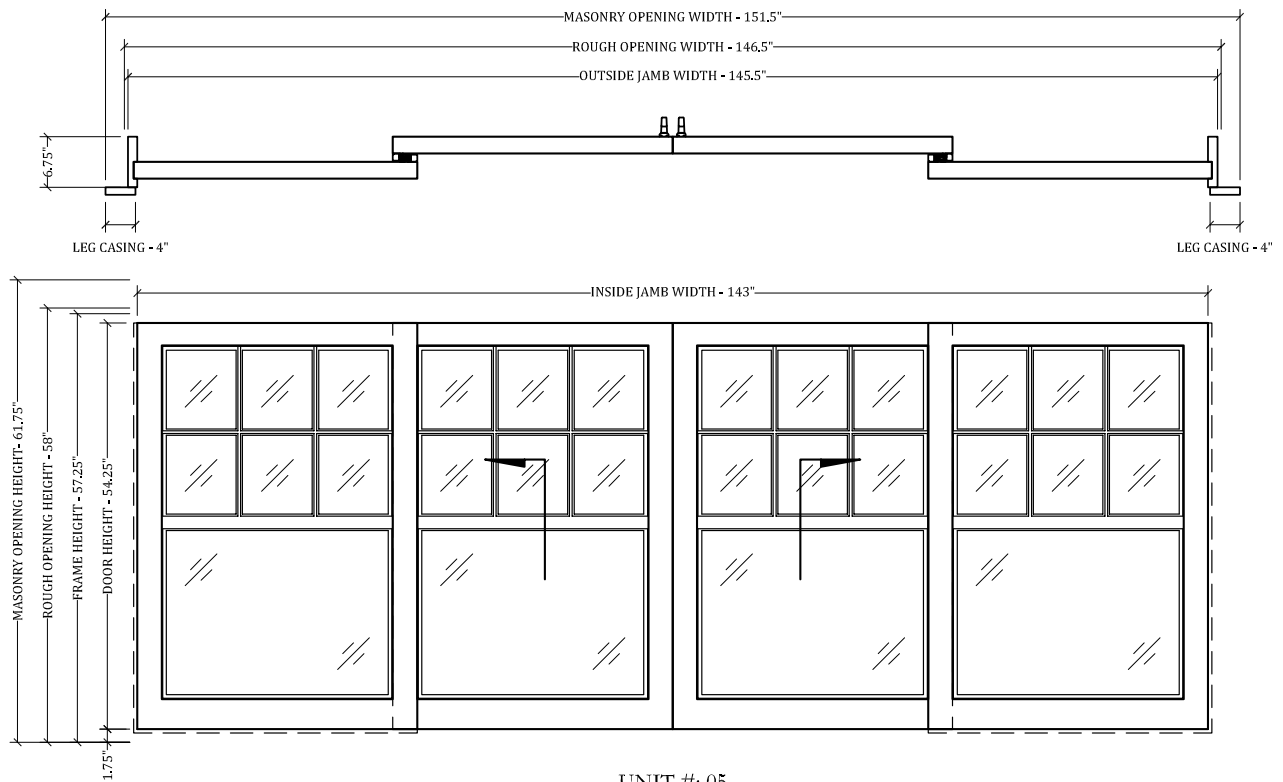 MASONRY OPENING WIDTH - 151.5"
ROUGH OPENING WIDTH - 146.5"
OUTSIDE JAMB WIDTH - 145.5"
6.75"
LEG CASING - 4"
LEG CASING - 4"
INSIDE JAMB WIDTH - 143"
MASONRY OPENING HEIGHT- 61.75"
ROUGH OPENING HEIGHT - 58"
FRAME HEIGHT - 57.25"
DOOR HEIGHT - 54.25"
1.75"
UNIT #: 05